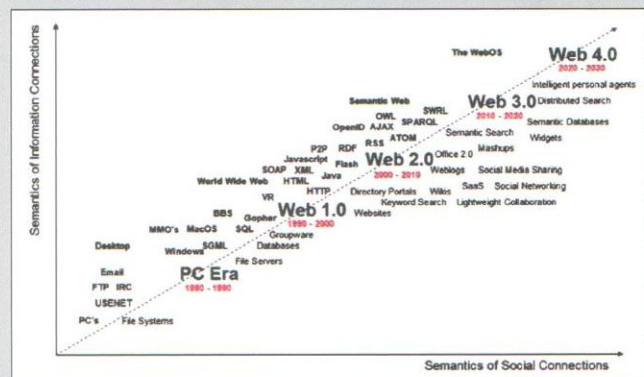 Semantics of Information Connections
The WebOS
Web 4.0
2020 - 2030
Intelligent personal agents
Semantic Web
SWRL
Web 3.0
Distributed Search
2010 - 2020
OWL
SPARQL
OpenID
AJAX
Semantic Databases
ATOM
Semantic Search
Widgets
P2P
RDF
RSS
Office 2.0
Mashups
Javascript
Flash
Web 2.0
2000 - 2010
SOAP
XML
Java
Weblogs
Social Media Sharing
World Wide Web
HTML
HTTP
Directory Portals
Wikis
SaaS
Social Networking
VR
Keyword Search
Lightweight Collaboration
BBS
Gopher
Web 1.0
Websites
1990 - 2000
MMO's
MacOS
SQL
Groupware
Desktop
Windows
SGML
Databases
File Servers
Email
PC Era
1980 - 1990
FTP
IRC
USENET
PC's
File Systems
Semantics of Social Connections